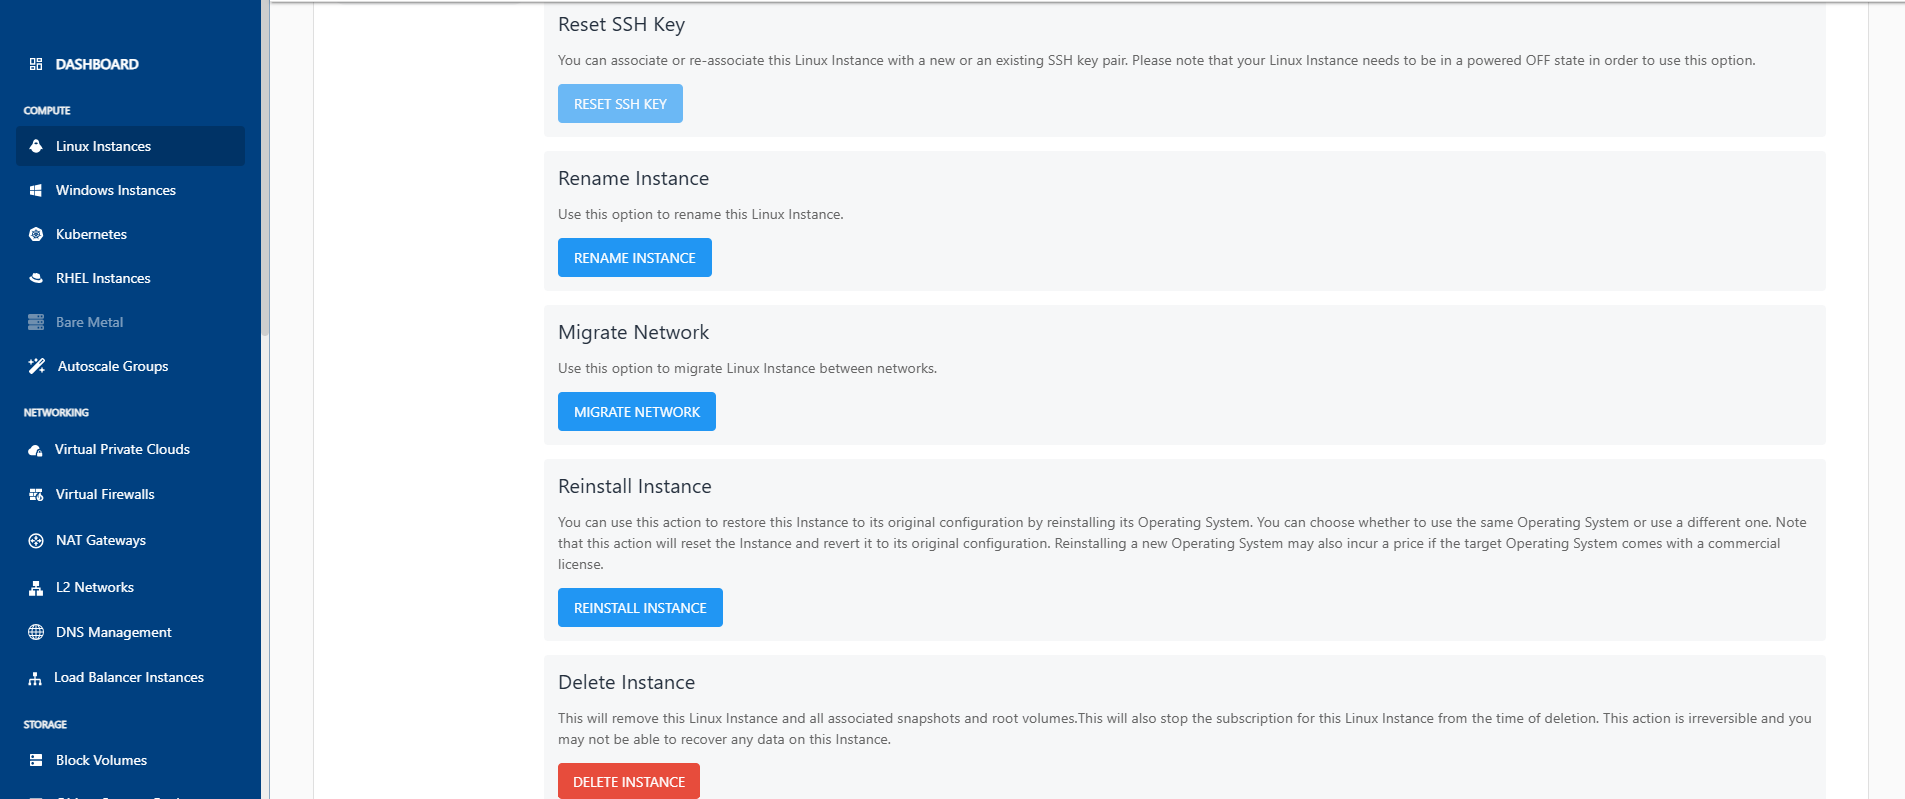 DASHBOARD
COMPUTE
Linux Instances
Windows Instances
Kubernetes
RHEL Instances
Bare Metal
Autoscale Groups
NETWORKING
Virtual Private Clouds
Virtual Firewalls
NAT Gateways
L2 Networks
DNS Management
Load Balancer Instances
STORAGE
Block Volumes
Reset SSH Key
You can associate or re-associate this Linux Instance with a new or an existing SSH key pair. Please note that your Linux Instance needs to be in a powered OFF state in order to use this option.
RESET SSH KEY
Rename Instance
Use this option to rename this Linux Instance.
RENAME INSTANCE
Migrate Network
Use this option to migrate Linux Instance between networks.
MIGRATE NETWORK
Reinstall Instance
You can use this action to restore this Instance to its original configuration by reinstalling its Operating System. You can choose whether to use the same Operating System or use a different one. Note
that this action will reset the Instance and revert it to its original configuration. Reinstalling a new Operating System may also incur a price if the target Operating System comes with a commercial
license.
REINSTALL INSTANCE
Delete Instance
This will remove this Linux Instance and all associated snapshots and root volumes.This will also stop the subscription for this Linux Instance from the time of deletion. This action is irreversible and you
may not be able to recover any data on this Instance.
DELETE INSTANCE